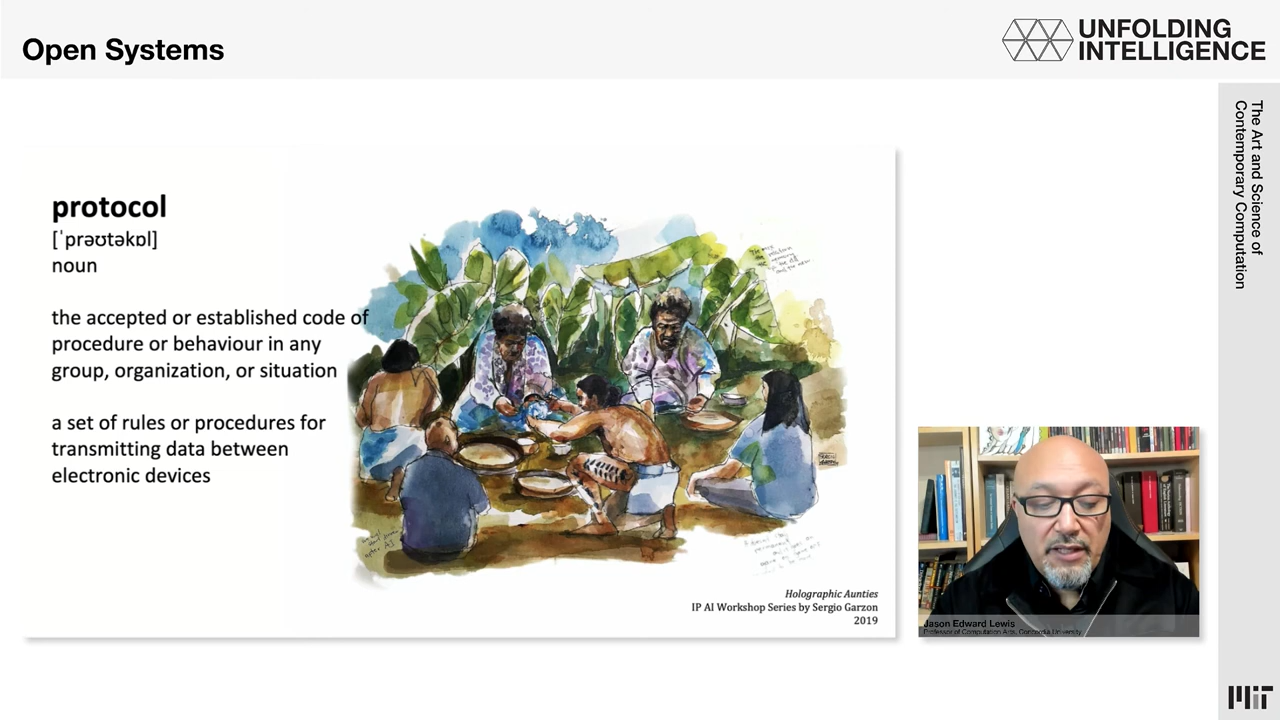 Open Systems
UNFOLDING
INTELLIGENCE
The Art and Science of
Contemporary Computation
protocol
[ˈprəʊtəkɒl]
noun
the accepted or established code of
procedure or behaviour in any
group, organization, or situation
a set of rules or procedures for
transmitting data between
electronic devices
Holographic Aunties
IP AI Workshop Series by Sergio Garzon
2019
Jason Edward Lewis
Professor of Computation Arts, Concordia University
MIT